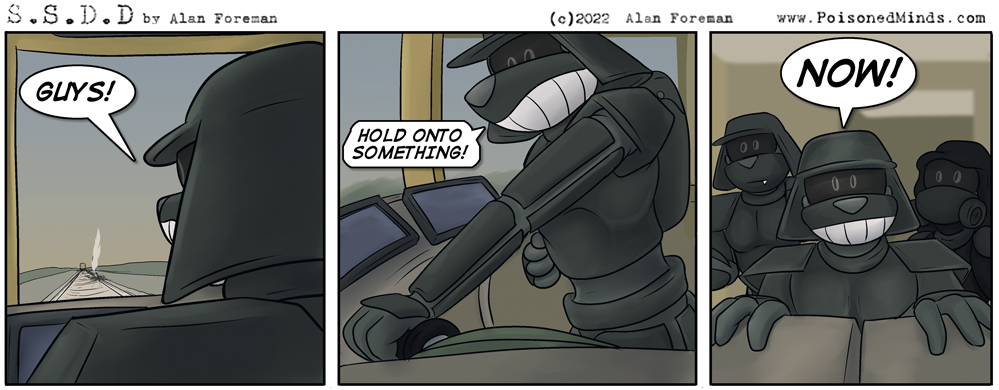 S.S.D.D by Alan Foreman (c)2022 Alan Foreman www.PoisonedMinds.com
GUYS!
HOLD ONTO
SOMETHING!
NOW!